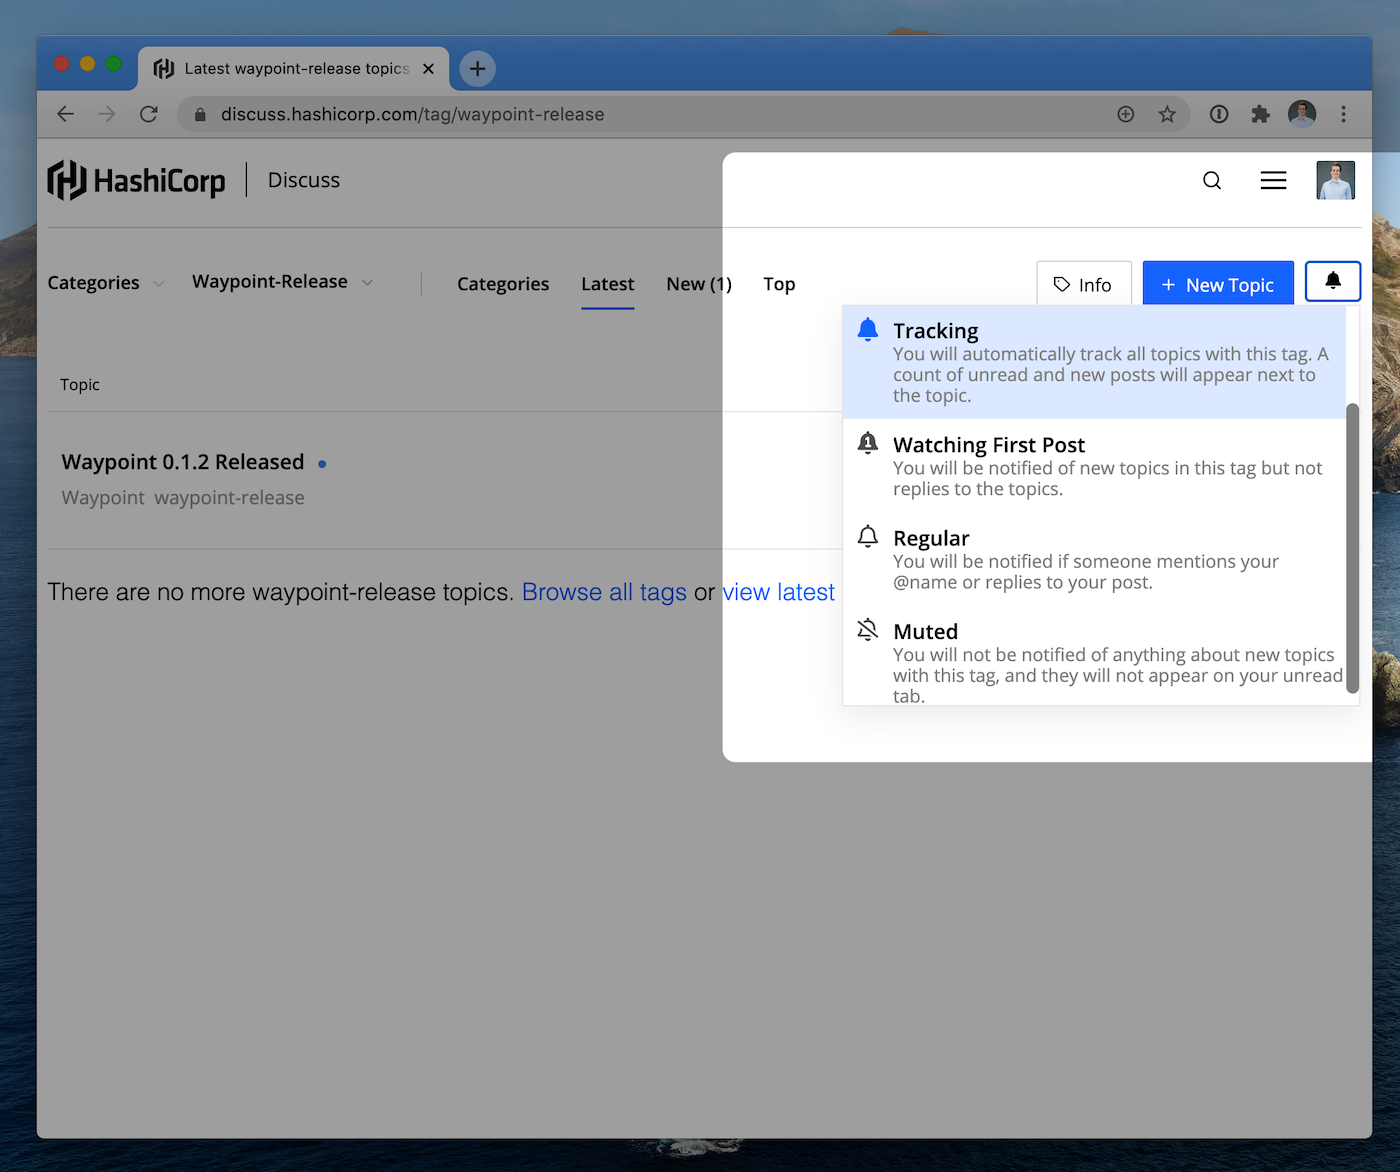 Latest waypoint-release topics
discuss.hashicorp.com/tag/waypoint-release
HashiCorp Discuss
Categories Waypoint-Release Categories Latest New (1) Top Info + New Topic
Tracking
You will automatically track all topics with this tag. A
count of unread and new posts will appear next to
the topic.
Topic
Watching First Post
You will be notified of new topics in this tag but not
replies to the topics.
Waypoint 0.1.2 Released
Waypoint waypoint-release
Regular
You will be notified if someone mentions your
@name or replies to your post.
There are no more waypoint-release topics. Browse all tags or view latest
Muted
You will not be notified of anything about new topics
with this tag, and they will not appear on your unread
tab.